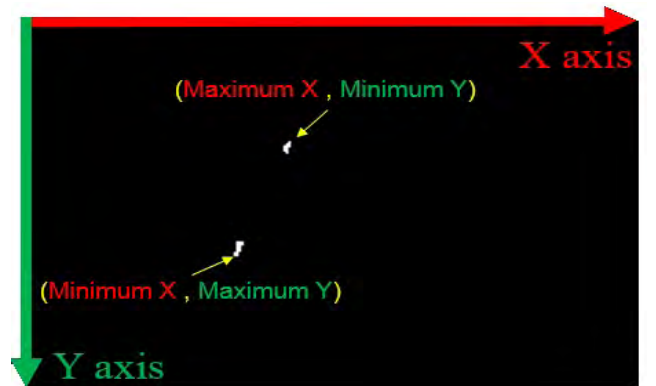 X axis
(Maximum X , Minimum Y)
(Minimum X , Maximum Y)
Y axis